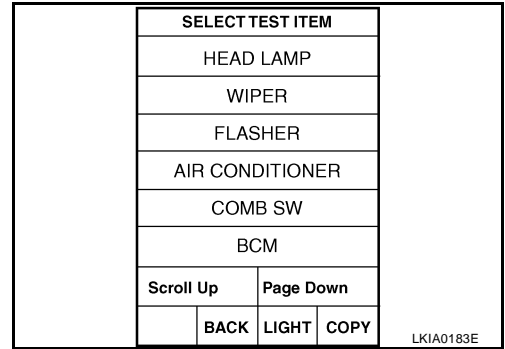 SELECT TEST ITEM
HEAD LAMP
WIPER
FLASHER
AIR CONDITIONER
COMB SW
BCM
Scroll Up Page Down
BACK LIGHT COPY
LKIA0183E